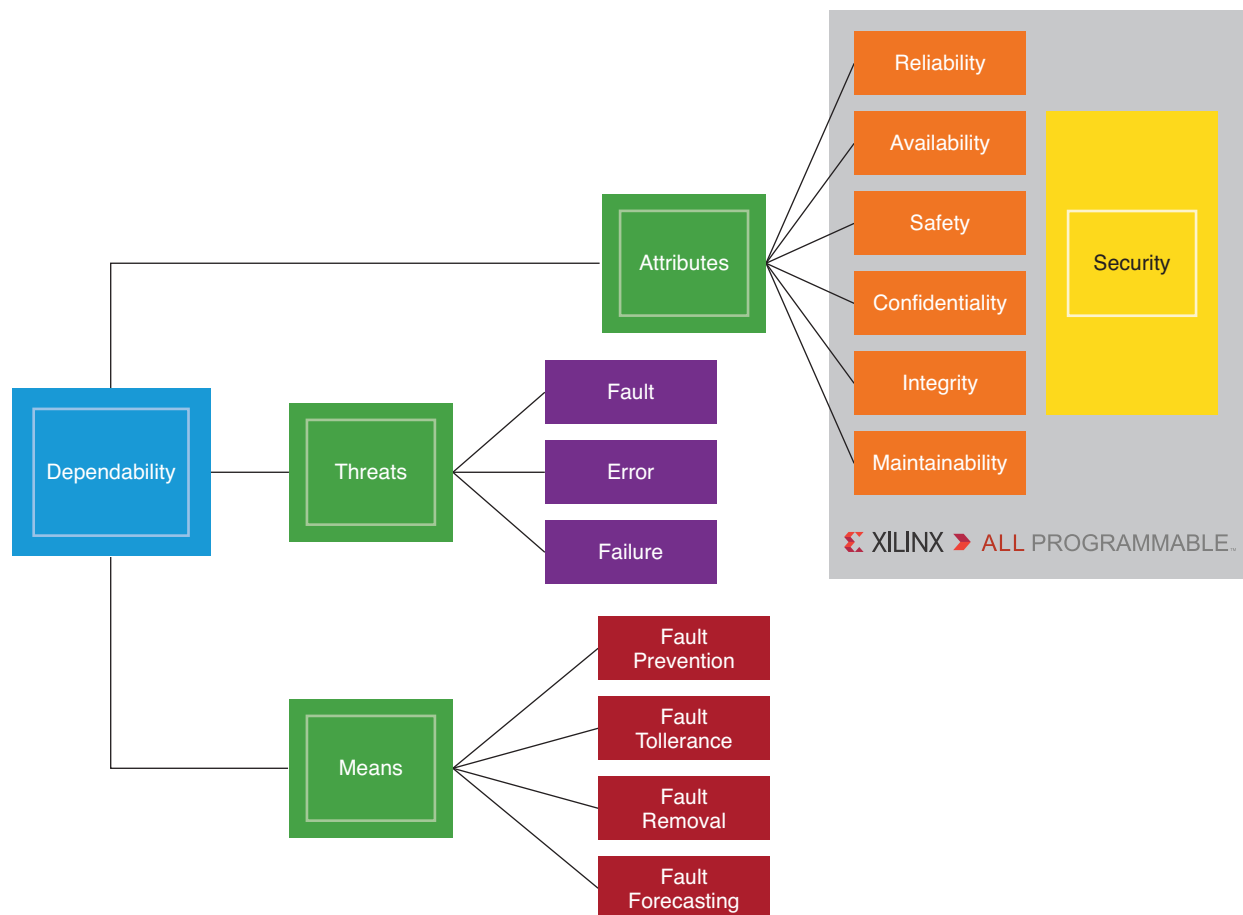 Reliability
Availability
Safety
Confidentiality
Integrity
Maintainability
Security
Attributes
XILINX ALL PROGRAMMABLE™
Dependability
Threats
Fault
Error
Failure
Means
Fault
Prevention
Fault
Tollerance
Fault
Removal
Fault
Forecasting